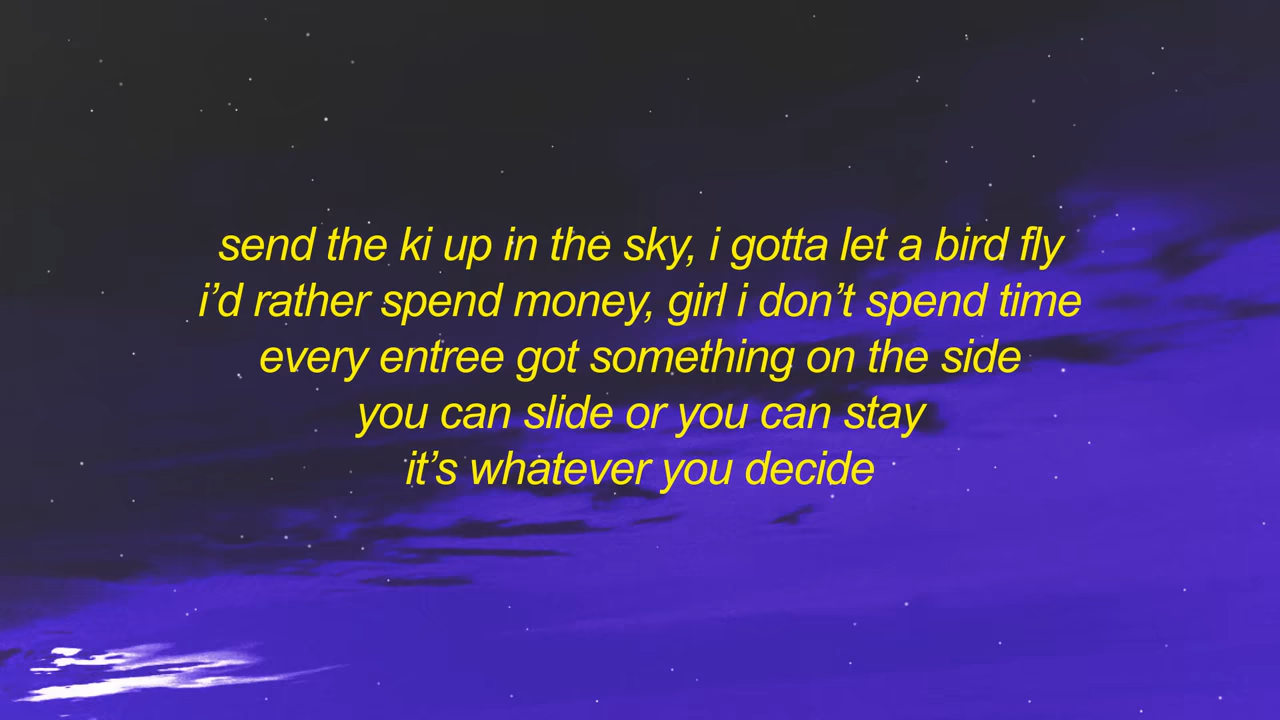 send the ki up in the sky, i gotta let a bird fly
i’d rather spend money, girl i don’t spend time
every entree got something on the side
you can slide or you can stay
it’s whatever you decide